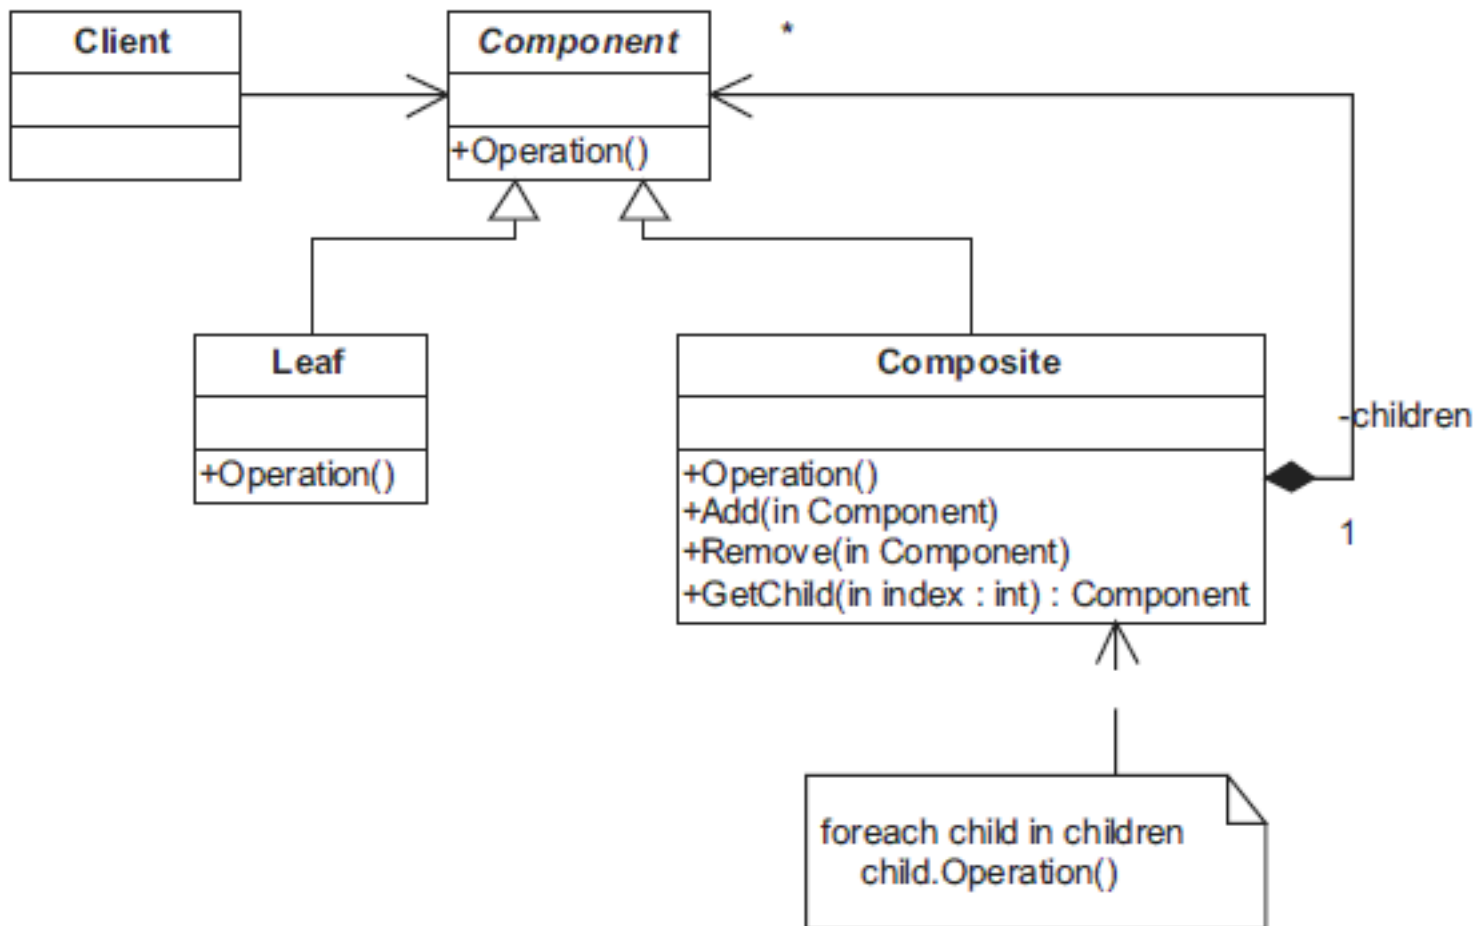 Client
Component
*
+Operation()
Leaf
+Operation()
Composite
+Operation()
+Add(in Component)
+Remove(in Component)
+GetChild(in index : int) : Component
-children
1
foreach child in children
child.Operation()